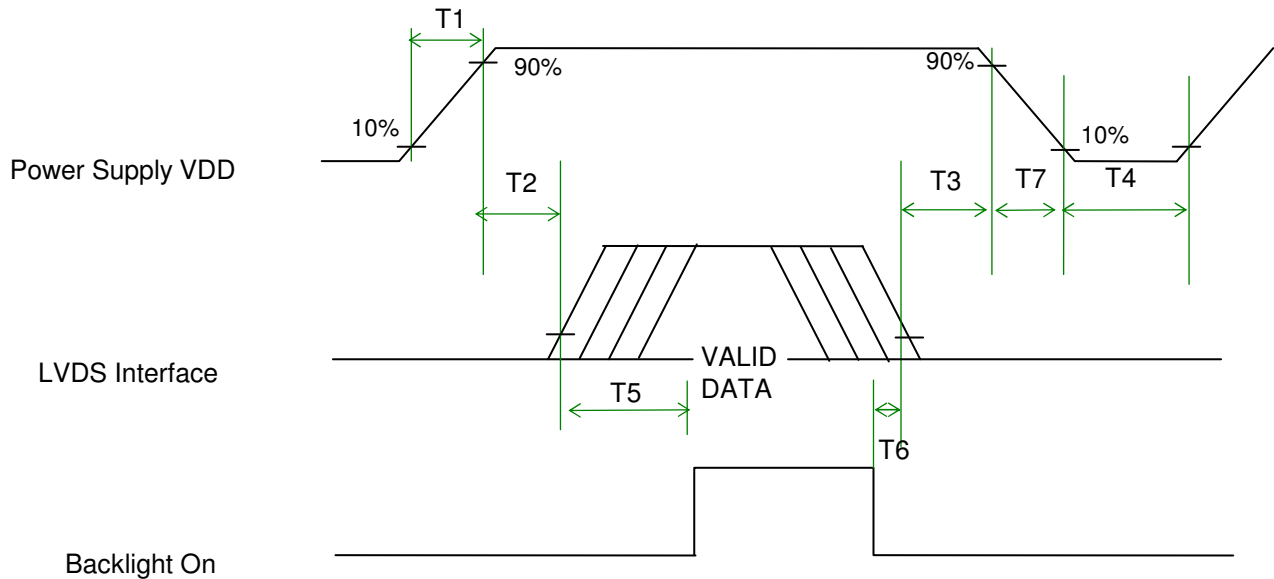 T1
90%
90%
10%
10%
Power Supply VDD
T2
T3
T7
T4
LVDS Interface
VALID
DATA
T5
T6
Backlight On